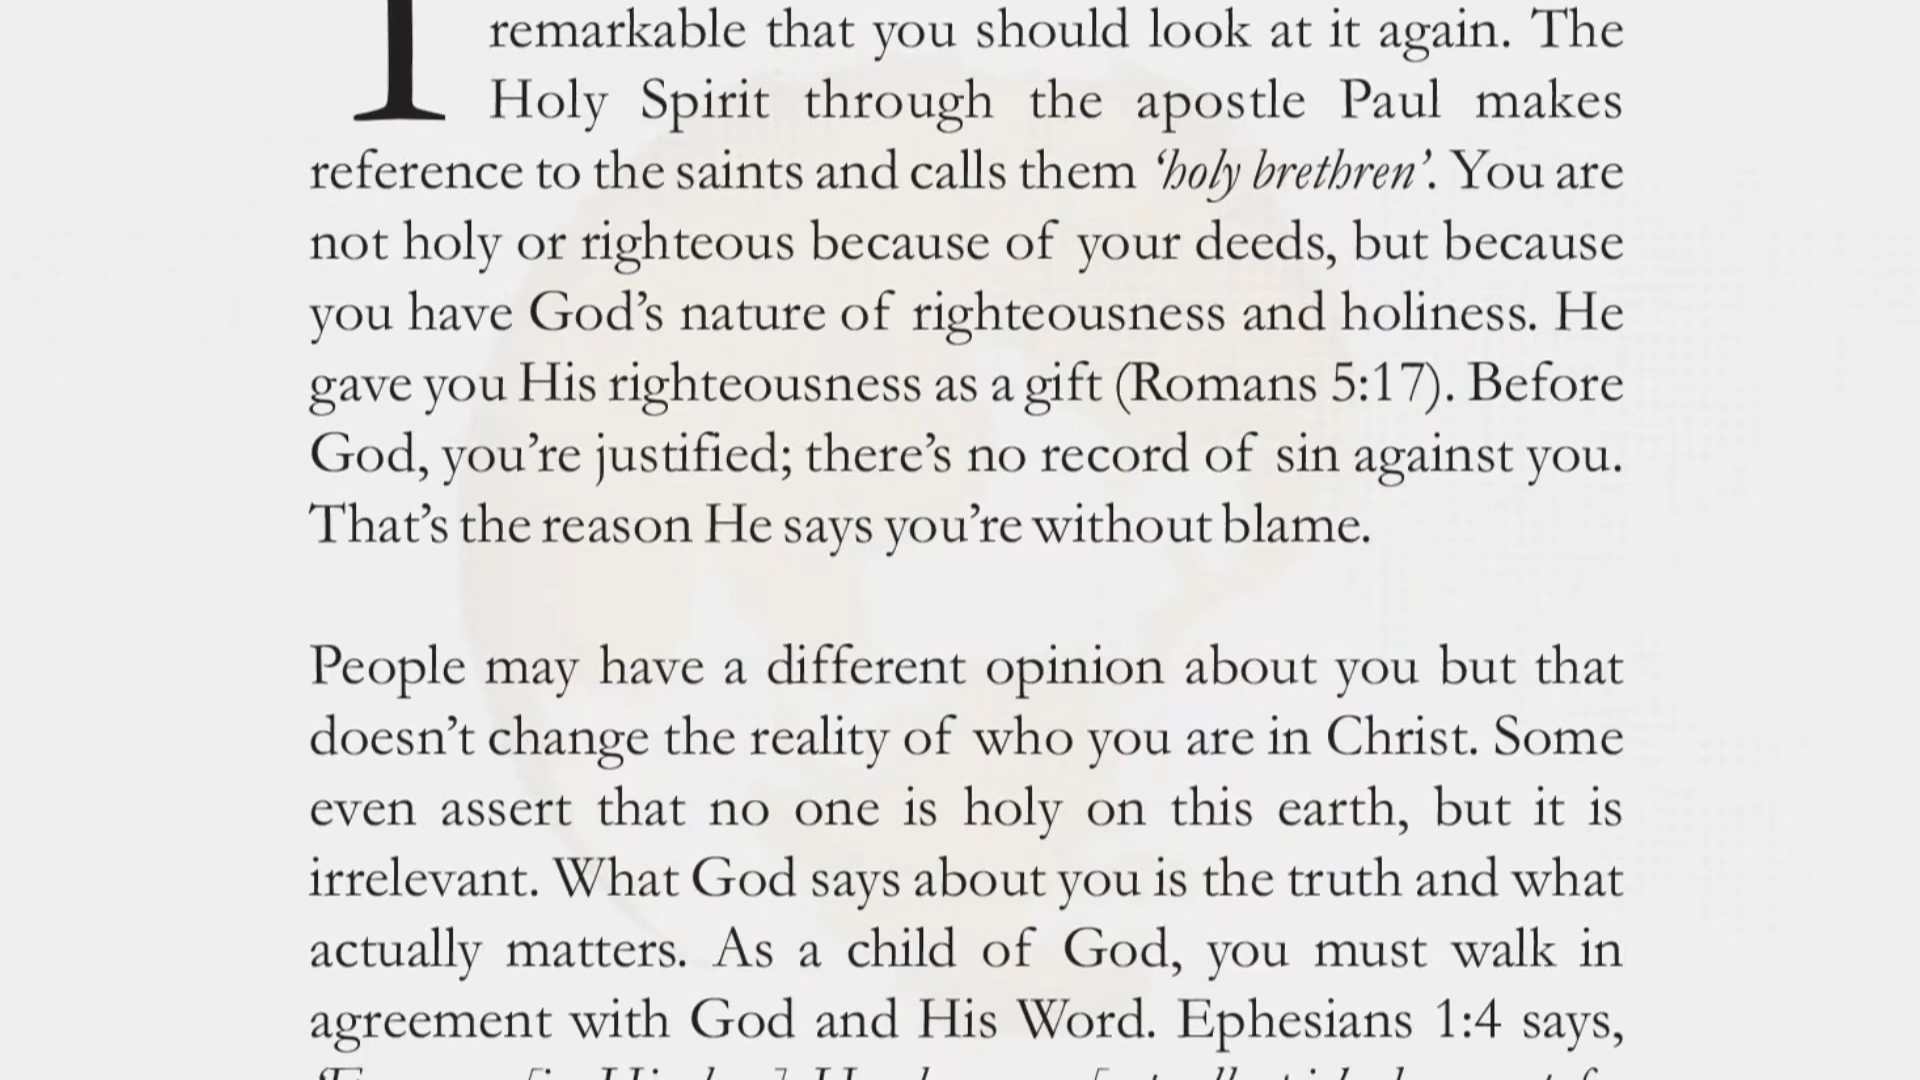 remarkable that you should look at it again. The
Holy Spirit through the apostle Paul makes
reference to the saints and calls them ‘holy brethren’. You are
not holy or righteous because of your deeds, but because
you have God’s nature of righteousness and holiness. He
gave you His righteousness as a gift (Romans 5:17). Before
God, you’re justified; there’s no record of sin against you.
That’s the reason He says you’re without blame.
People may have a different opinion about you but that
doesn’t change the reality of who you are in Christ. Some
even assert that no one is holy on this earth, but it is
irrelevant. What God says about you is the truth and what
actually matters. As a child of God, you must walk in
agreement with God and His Word. Ephesians 1:4 says,